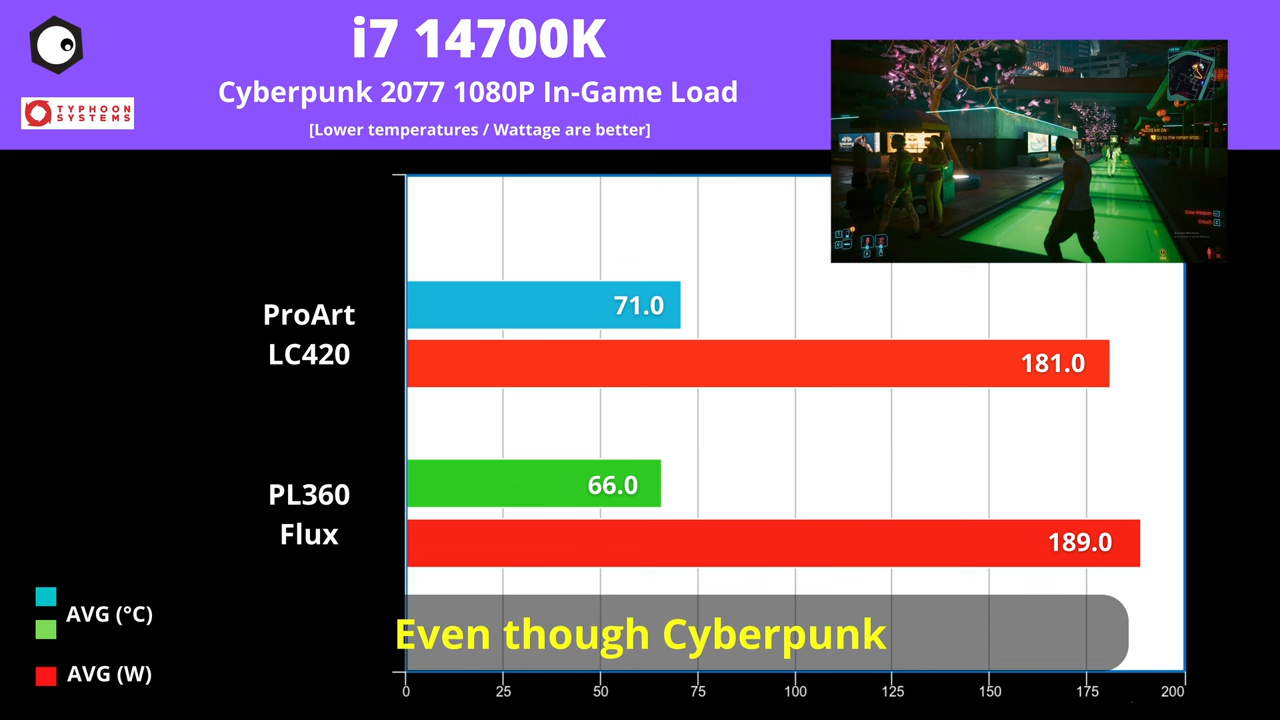 i7 14700K
Cyberpunk 2077 1080P In-Game Load
[Lower temperatures / Wattage are better]
TYPHOON
SYSTEMS
ProArt
LC420
71.0
181.0
PL360
Flux
66.0
189.0
AVG (°C)
AVG (W)
Even though Cyberpunk
0
25
50
75
100
125
150
175
200